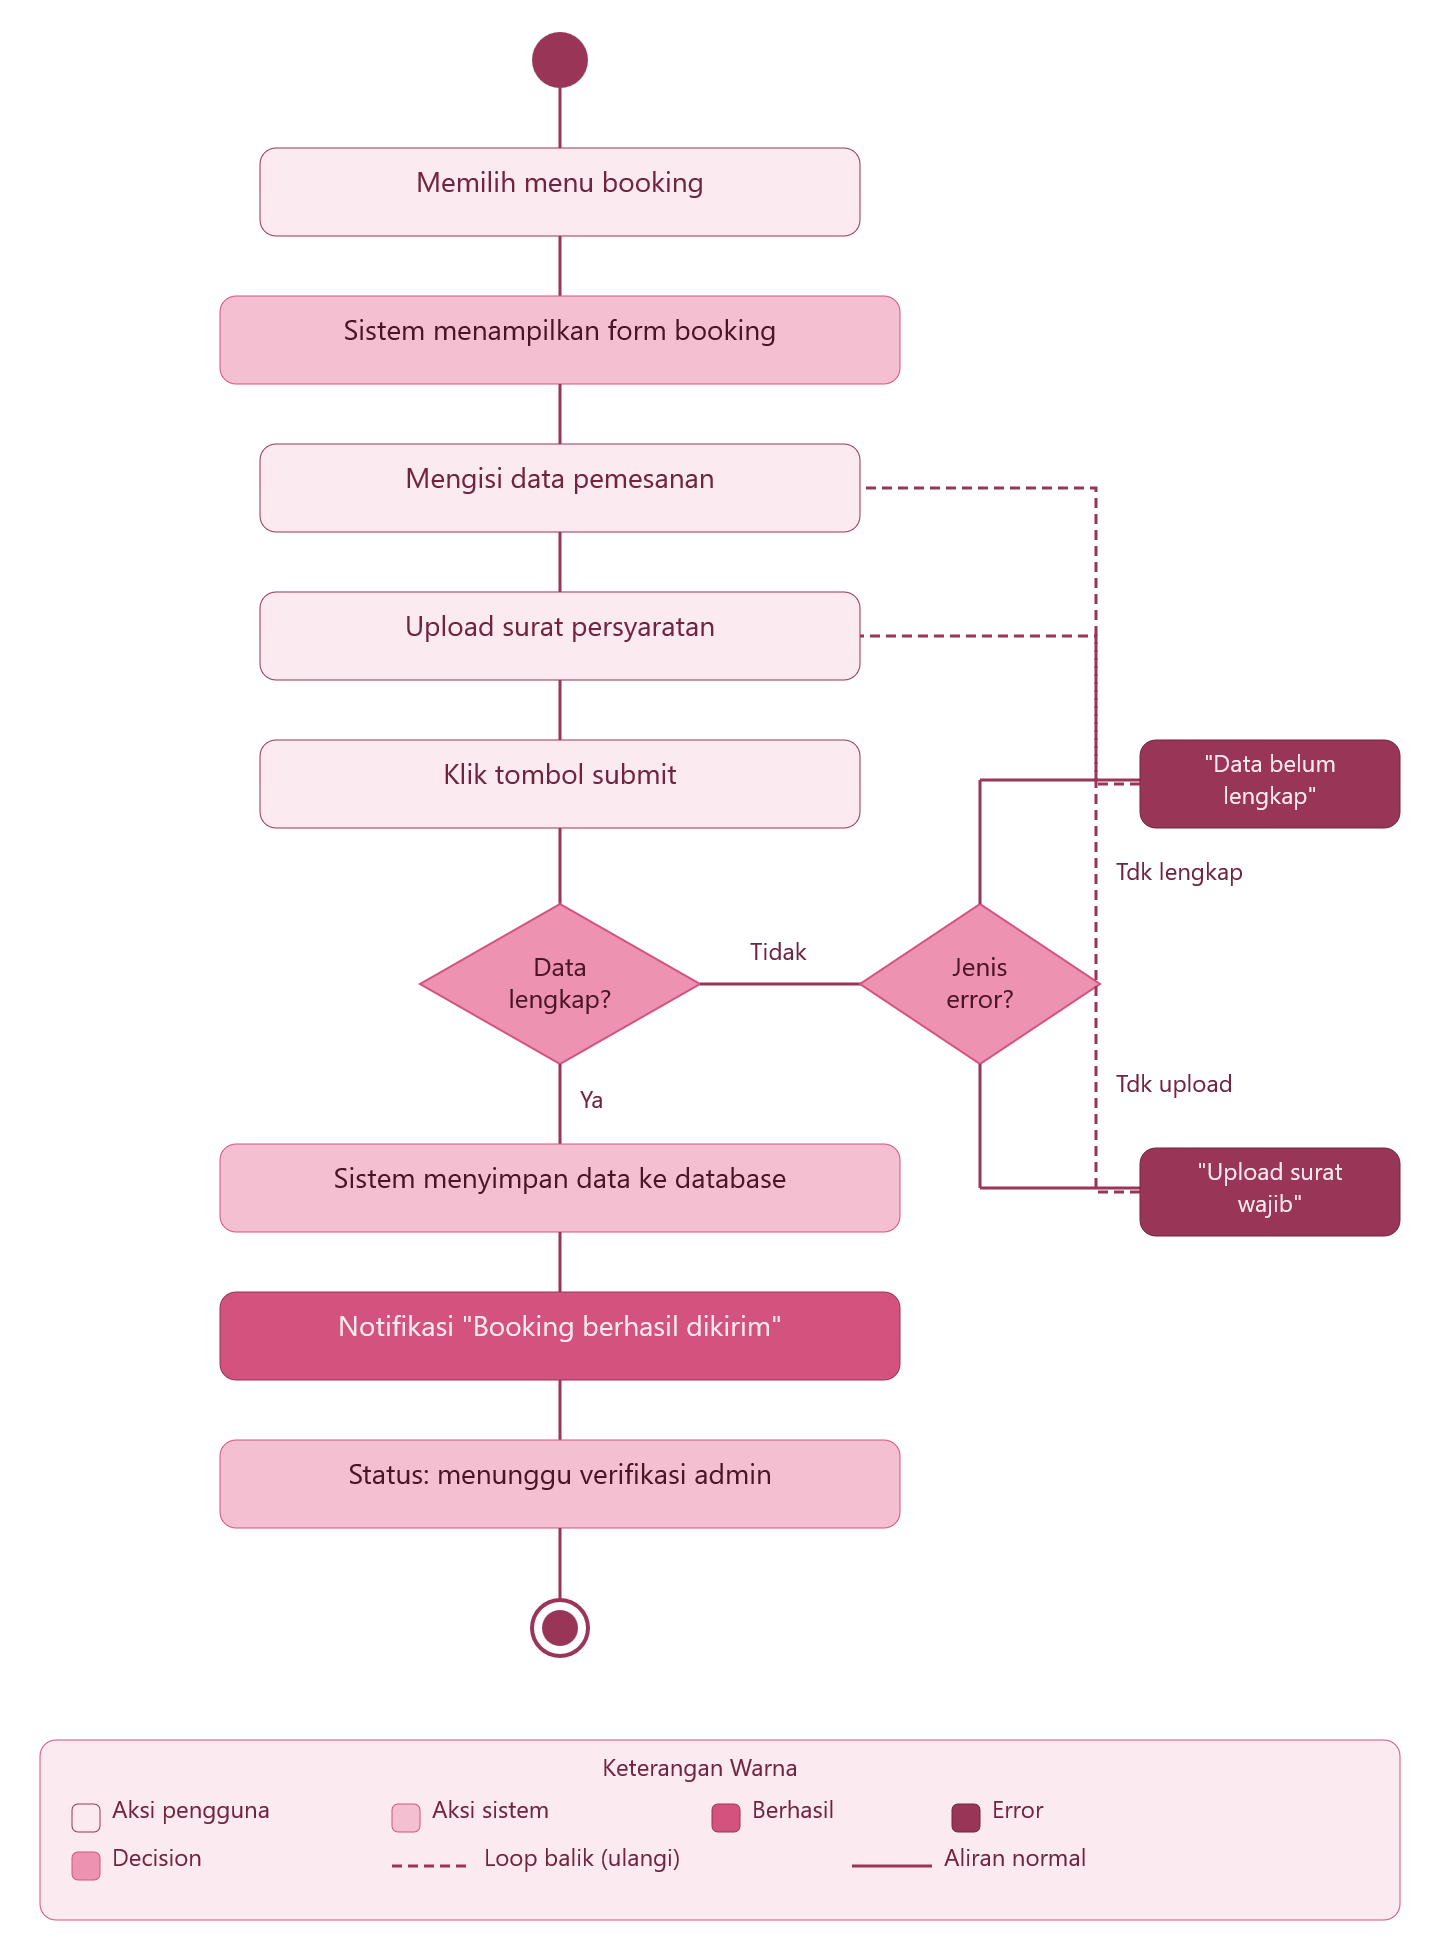 Memilih menu booking
Sistem menampilkan form booking
Mengisi data pemesanan
Upload surat persyaratan
Klik tombol submit
"Data belum
lengkap"
Tdk lengkap
Data
lengkap?
Tidak
Jenis
error?
Tdk upload
Ya
Sistem menyimpan data ke database
"Upload surat
wajib"
Notifikasi "Booking berhasil dikirim"
Status: menunggu verifikasi admin
Keterangan Warna
Aksi pengguna
Aksi sistem
Berhasil
Error
Decision
Loop balik (ulangi)
Aliran normal